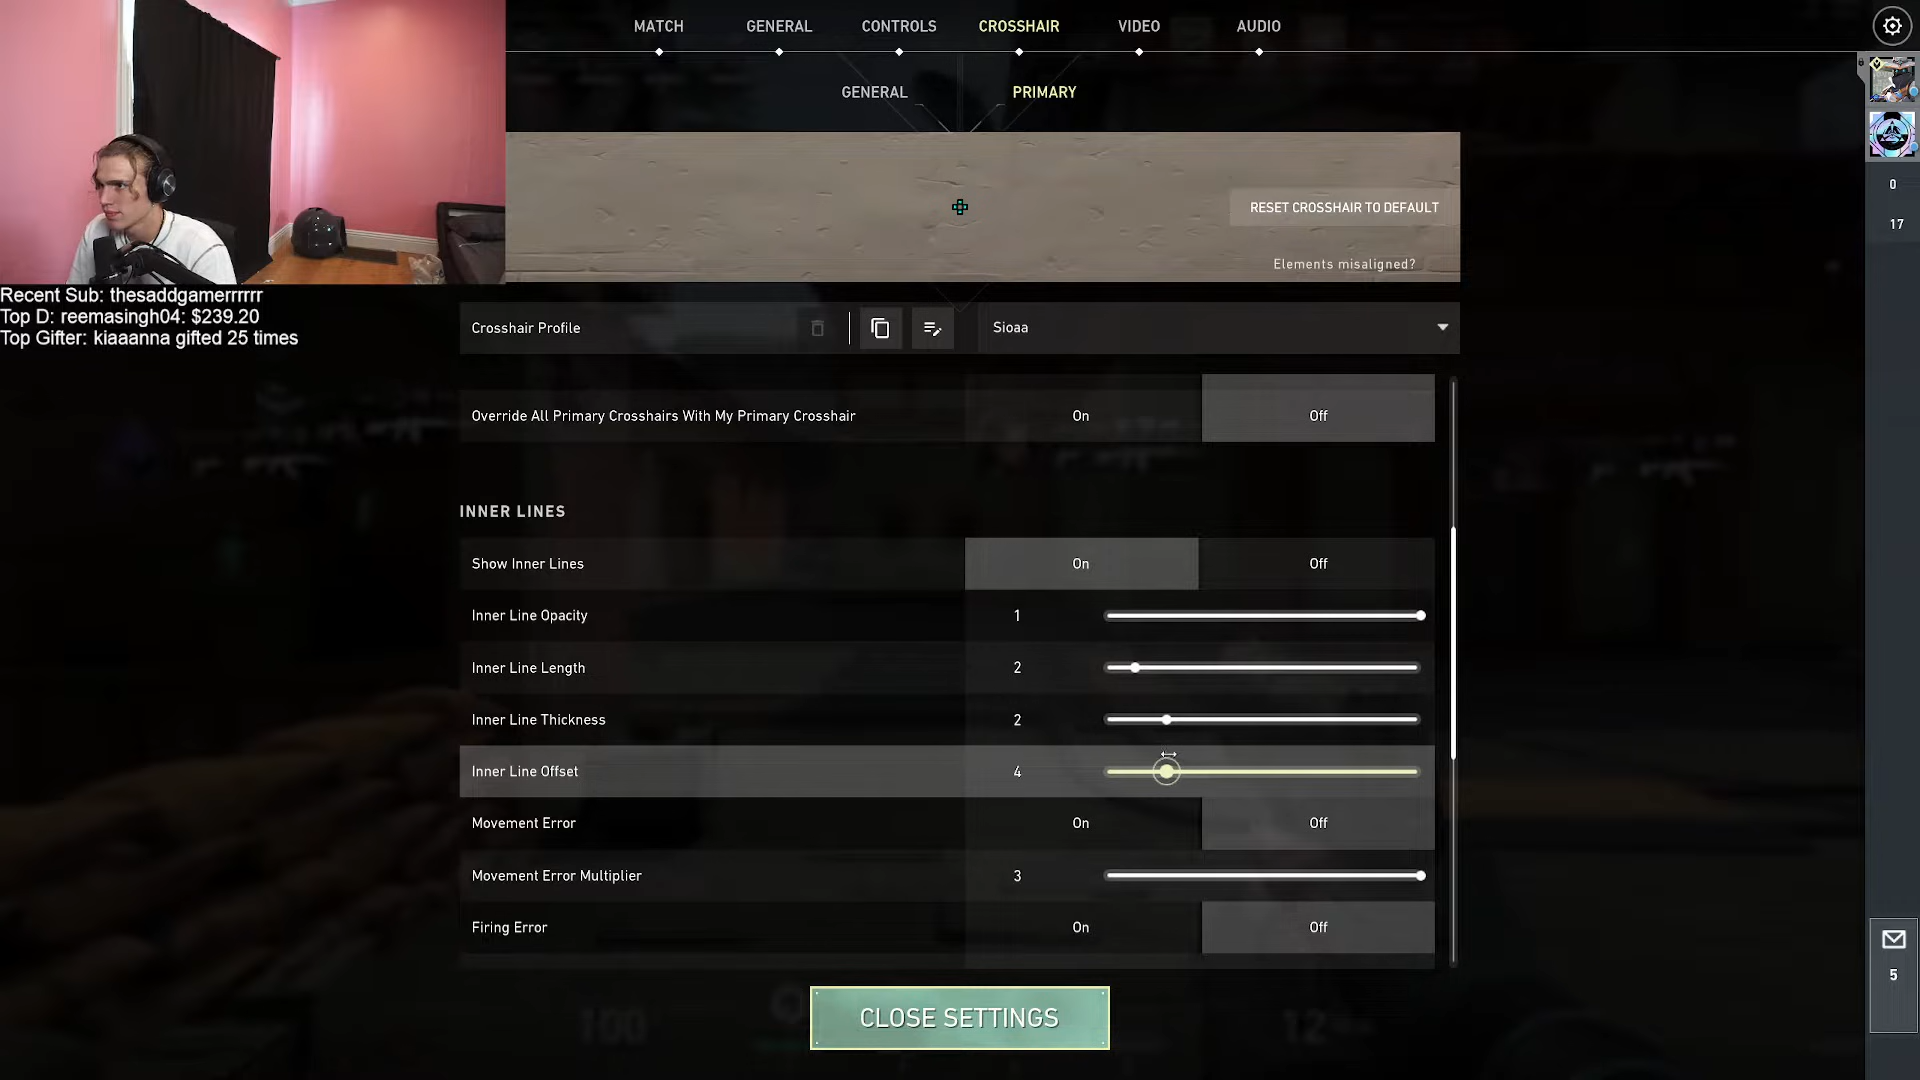 MATCH GENERAL CONTROLS CROSSHAIR VIDEO AUDIO
GENERAL PRIMARY
RESET CROSSHAIR TO DEFAULT
Elements misaligned?
0
17
Recent Sub: thesaddgamerrrrrr
Top D: reemasingh04: $239.20
Top Gifter: kiaaanna gifted 25 times
Crosshair Profile Sioaa
Override All Primary Crosshairs With My Primary Crosshair On Off
INNER LINES
Show Inner Lines On Off
Inner Line Opacity 1
Inner Line Length 2
Inner Line Thickness 2
Inner Line Offset 4
Movement Error On Off
Movement Error Multiplier 3
Firing Error On Off
5
CLOSE SETTINGS
100
12